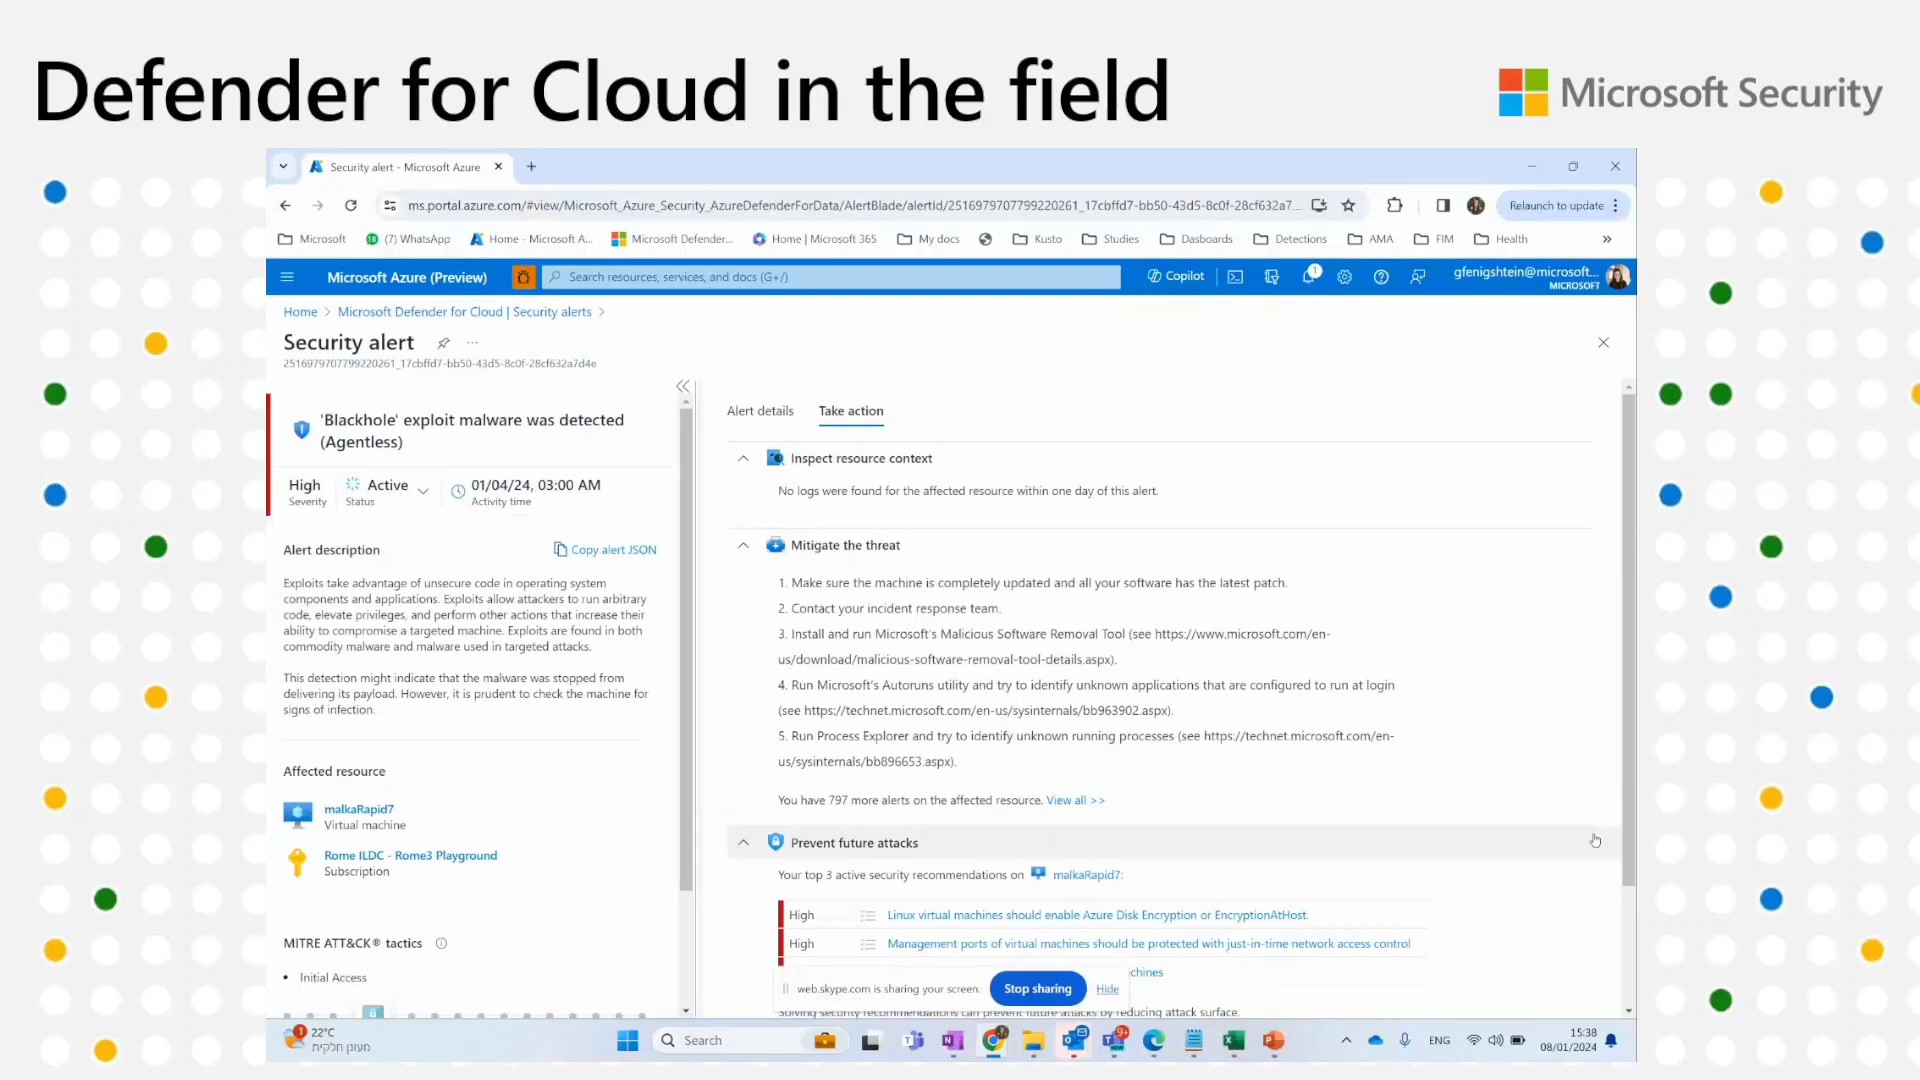 Defender for Cloud in the field
Microsoft Security
Security alert - Microsoft Azure
ms.portal.azure.com/#view/Microsoft_Azure_Security_AzureDefenderForData/AlertBlade/alertId/2516979707799220261_17cbffd7-bb50-43d5-8c0f-28cf632a7...
Relaunch to update
Microsoft
(7) WhatsApp
Home - Microsoft A...
Microsoft Defender...
Home | Microsoft 365
My docs
Kusto
Studies
Dasboards
Detections
AMA
FIM
Health
Microsoft Azure (Preview)
Search resources, services, and docs (G+/)
Copilot
1
gfenigshtein@microsoft...
MICROSOFT
Home > Microsoft Defender for Cloud | Security alerts >
Security alert
2516979707799220261_17cbffd7-bb50-43d5-8c0f-28cf632a7d4e
'Blackhole' exploit malware was detected
(Agentless)
High
Severity
Active
Status
01/04/24, 03:00 AM
Activity time
Alert description
Copy alert JSON
Exploits take advantage of unsecure code in operating system
components and applications. Exploits allow attackers to run arbitrary
code, elevate privileges, and perform other actions that increase their
ability to compromise a targeted machine. Exploits are found in both
commodity malware and malware used in targeted attacks.
This detection might indicate that the malware was stopped from
delivering its payload. However, it is prudent to check the machine for
signs of infection.
Affected resource
malkaRapid7
Virtual machine
Rome ILDC - Rome3 Playground
Subscription
MITRE ATT&CK® tactics
• Initial Access
Alert details
Take action
Inspect resource context
No logs were found for the affected resource within one day of this alert.
Mitigate the threat
1. Make sure the machine is completely updated and all your software has the latest patch.
2. Contact your incident response team.
3. Install and run Microsoft's Malicious Software Removal Tool (see https://www.microsoft.com/en-
us/download/malicious-software-removal-tool-details.aspx).
4. Run Microsoft's Autoruns utility and try to identify unknown applications that are configured to run at login
(see https://technet.microsoft.com/en-us/sysinternals/bb963902.aspx).
5. Run Process Explorer and try to identify unknown running processes (see https://technet.microsoft.com/en-
us/sysinternals/bb896653.aspx).
You have 797 more alerts on the affected resource. View all >>
Prevent future attacks
Your top 3 active security recommendations on malkaRapid7:
High Linux virtual machines should enable Azure Disk Encryption or EncryptionAtHost.
High Management ports of virtual machines should be protected with just-in-time network access control
chines
web.skype.com is sharing your screen.
Stop sharing
Hide
Solving security recommendations can prevent future attacks by reducing attack surface.
1
22°C
מעונן חלקית
Search
9+
ENG
15:38
08/01/2024